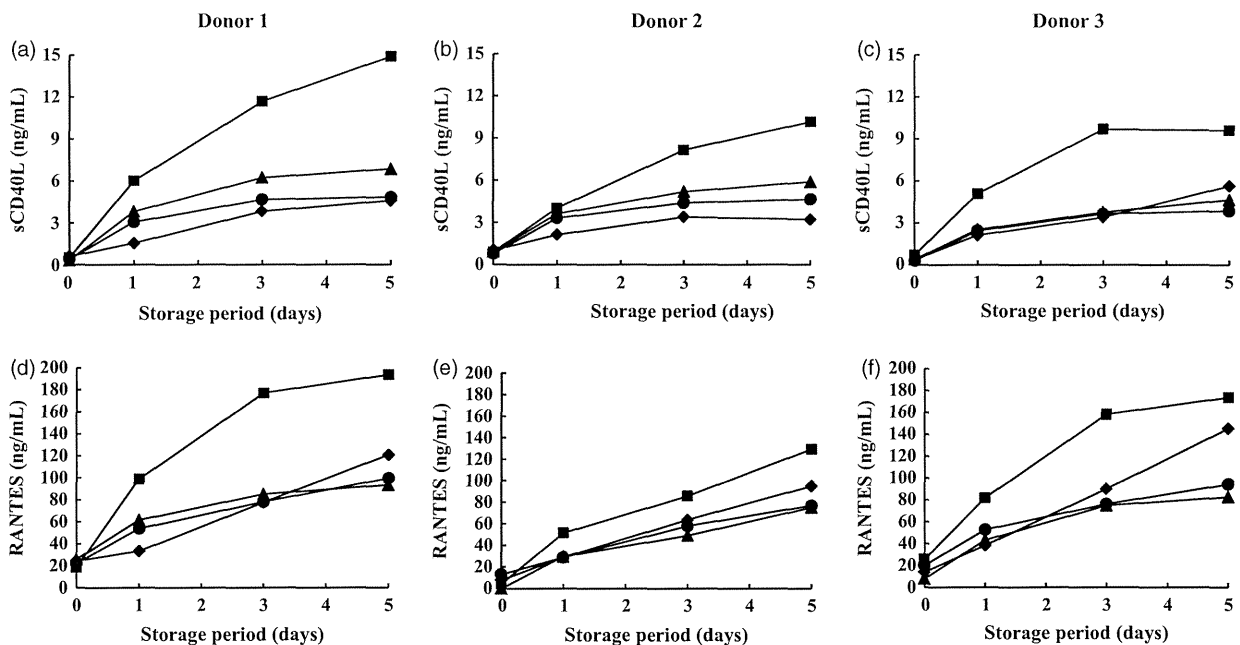 Donor 1 Donor 2 Donor 3
(a) (b) (c)
sCD40L (ng/mL) sCD40L (ng/mL) sCD40L (ng/mL)
15 15 15
12 12 12
9 9 9
6 6 6
3 3 3
0 0 0
0 1 2 3 4 5 0 1 2 3 4 5 0 1 2 3 4 5
Storage period (days) Storage period (days) Storage period (days)
(d) (e) (f)
RANTES (ng/mL) RANTES (ng/mL) RANTES (ng/mL)
200 200 200
180 180 180
160 160 160
140 140 140
120 120 120
100 100 100
80 80 80
60 60 60
40 40 40
20 20 20
0 0 0
0 1 2 3 4 5 0 1 2 3 4 5 0 1 2 3 4 5
Storage period (days) Storage period (days) Storage period (days)